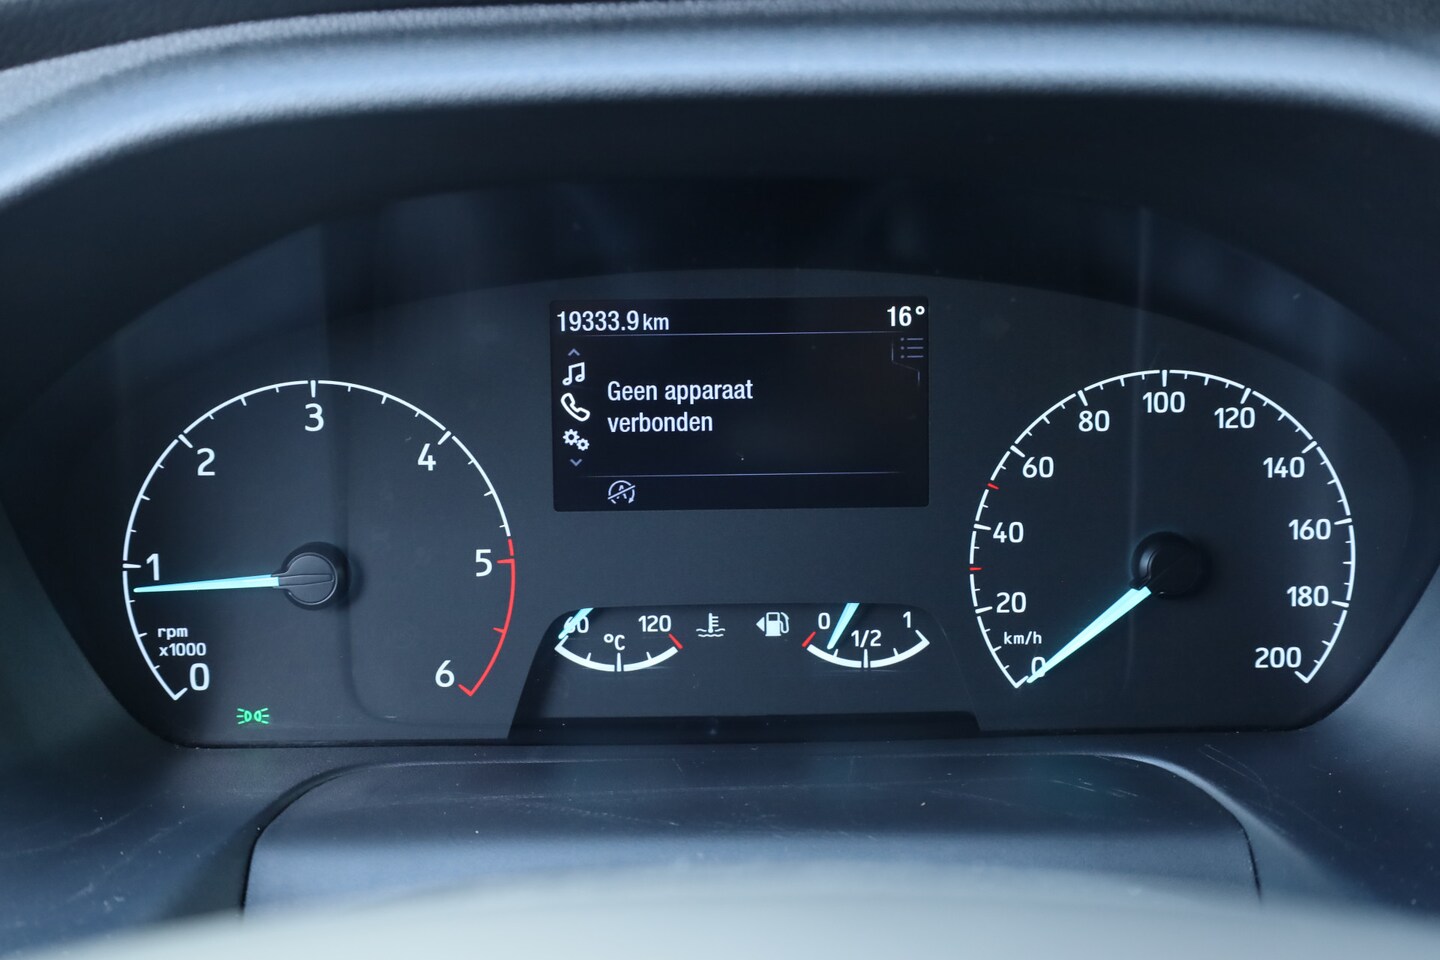 19333.9 km 16°
Geen apparaat
verbonden
0 1 2 3 4 5 6
rpm
x1000
60 120
°C
0 1/2 1
0 20 40 60 80 100 120 140 160 180 200
km/h